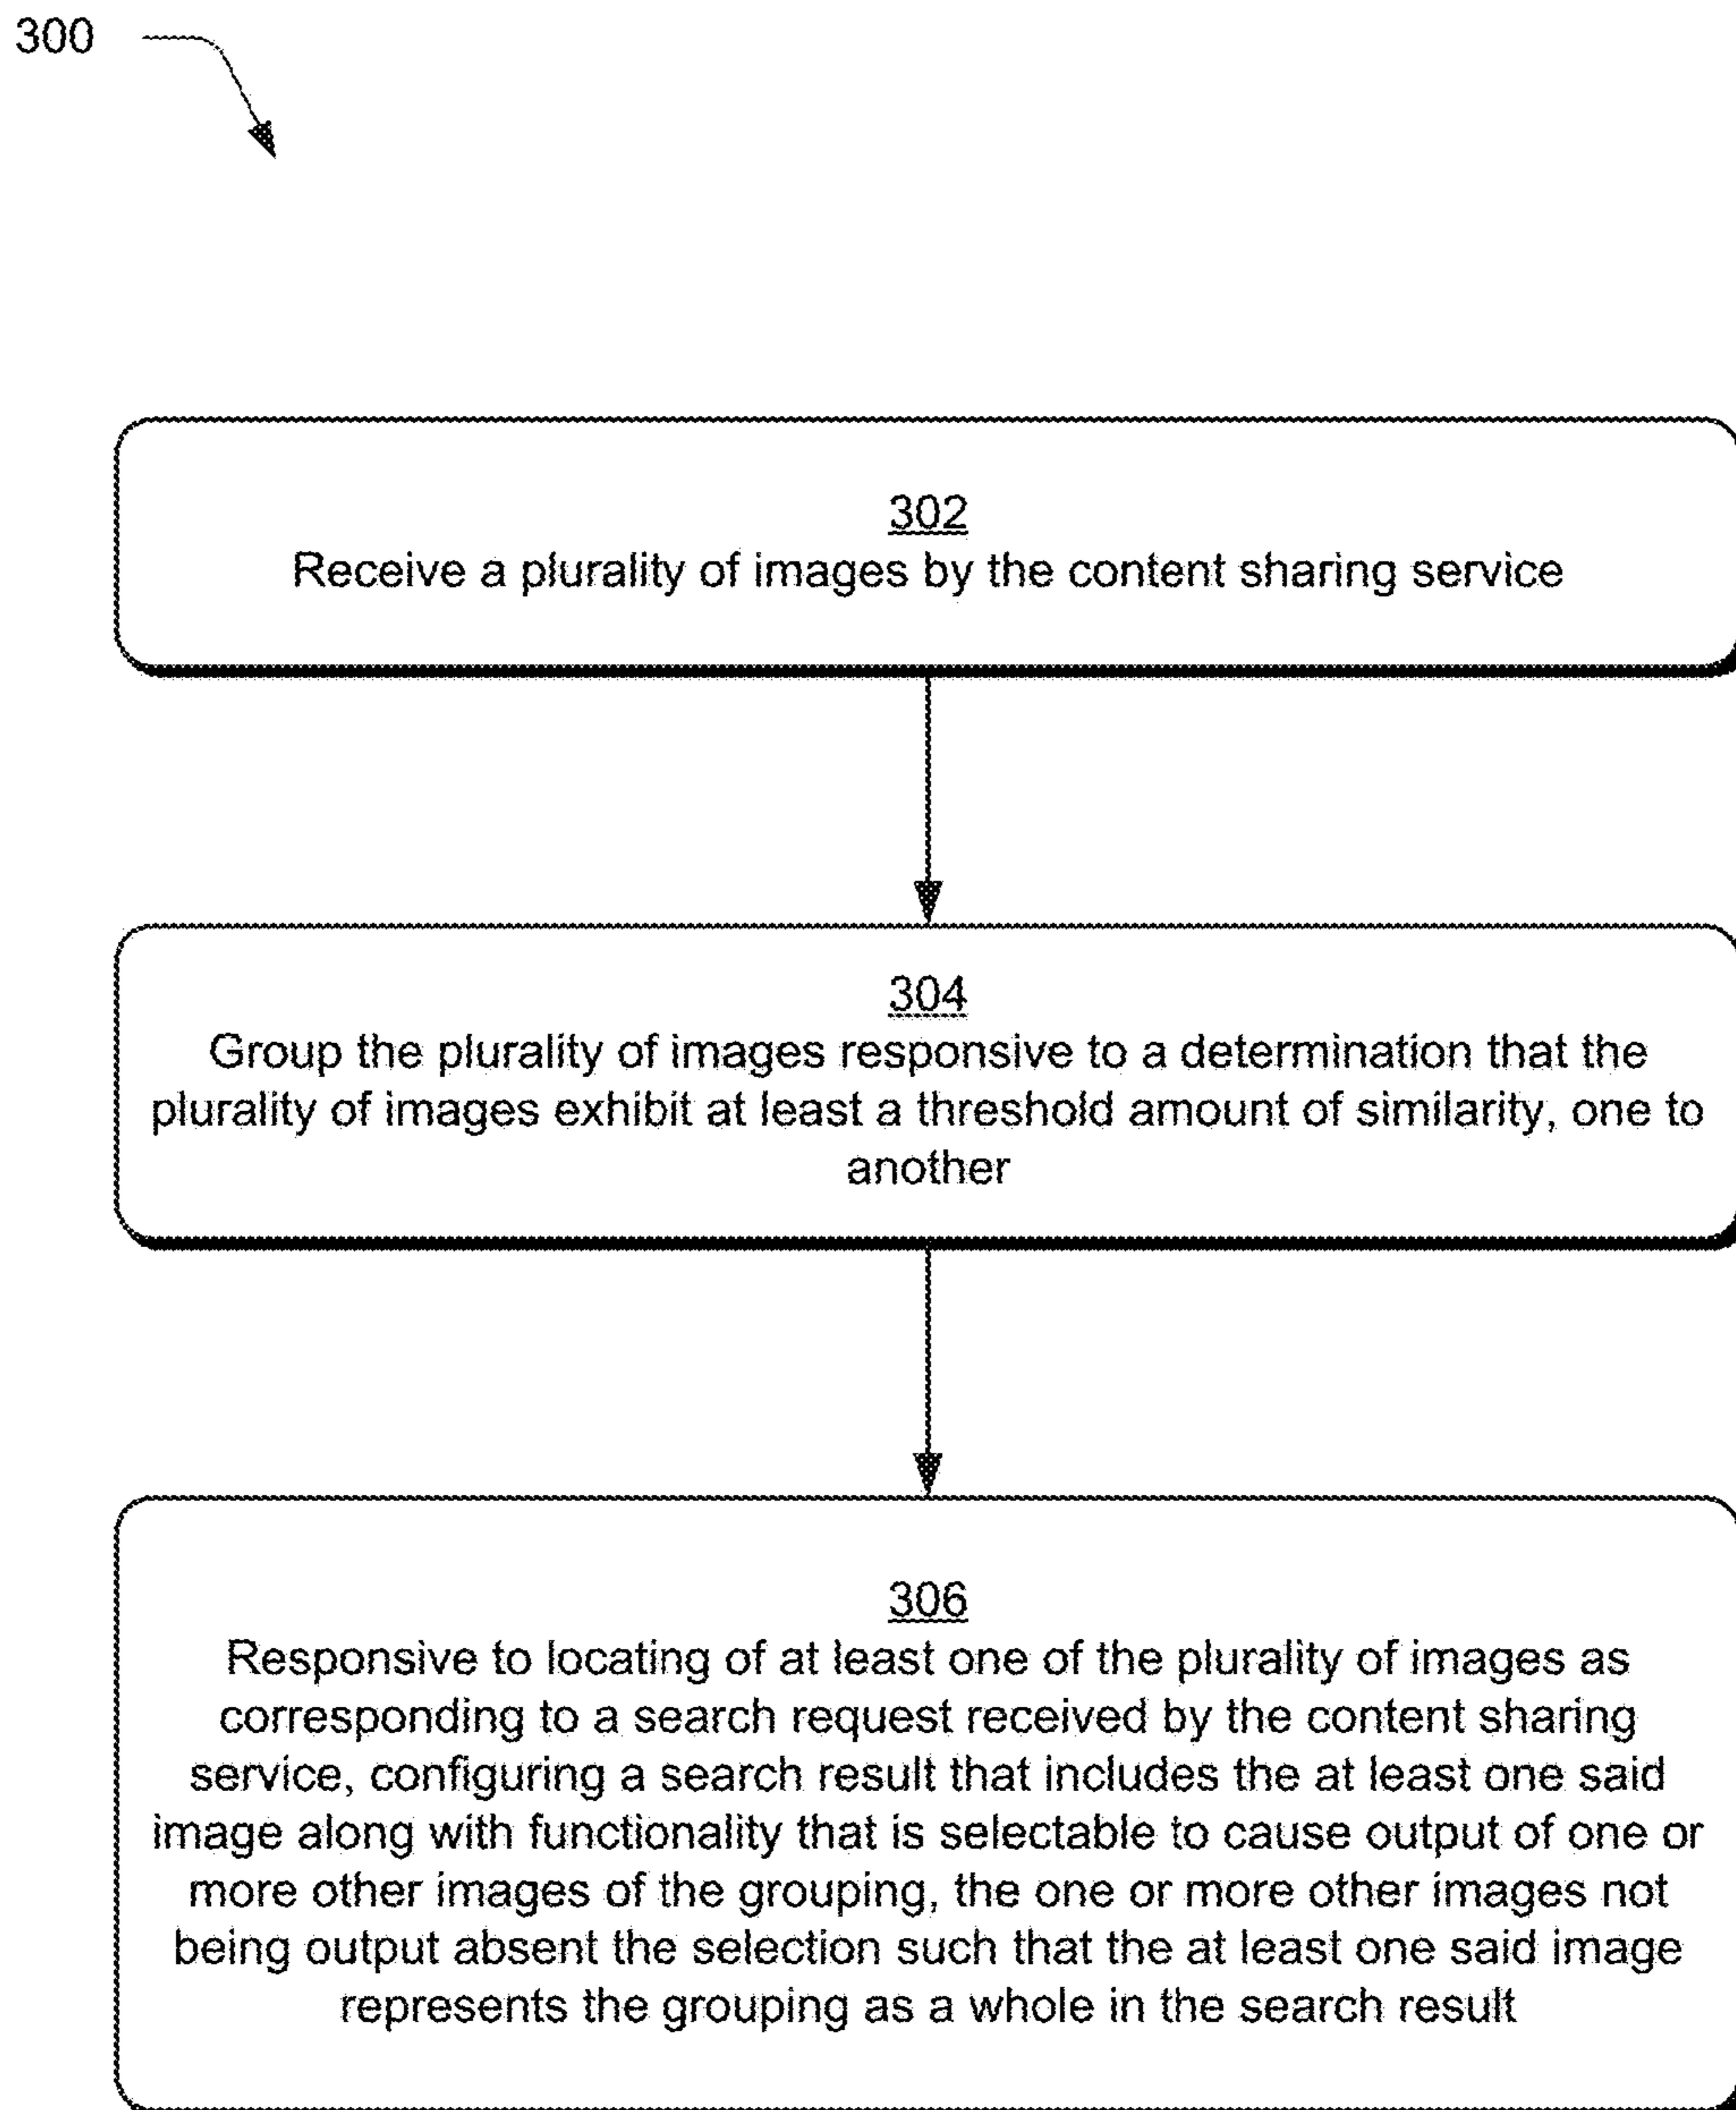 300
302
Receive a plurality of images by the content sharing service
304
Group the plurality of images responsive to a determination that the
plurality of images exhibit at least a threshold amount of similarity, one to
another
306
Responsive to locating of at least one of the plurality of images as
corresponding to a search request received by the content sharing
service, configuring a search result that includes the at least one said
image along with functionality that is selectable to cause output of one or
more other images of the grouping, the one or more other images not
being output absent the selection such that the at least one said image
represents the grouping as a whole in the search result